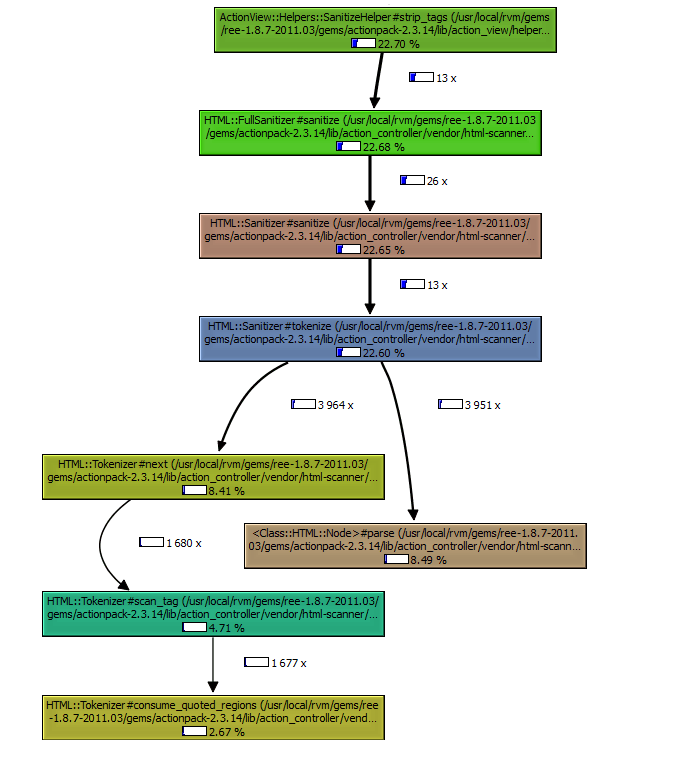 ActionView::Helpers::SanitizeHelper#strip_tags (/usr/local/rvm/gems
/ree-1.8.7-2011.03/gems/actionpack-2.3.14/lib/action_view/helper...
22.70 %
13 x
HTML::FullSanitizer#sanitize (/usr/local/rvm/gems/ree-1.8.7-2011.03
/gems/actionpack-2.3.14/lib/action_controller/vendor/html-scanner...
22.68 %
26 x
HTML::Sanitizer#sanitize (/usr/local/rvm/gems/ree-1.8.7-2011.03/
gems/actionpack-2.3.14/lib/action_controller/vendor/html-scanner/...
22.65 %
13 x
HTML::Sanitizer#tokenize (/usr/local/rvm/gems/ree-1.8.7-2011.03/
gems/actionpack-2.3.14/lib/action_controller/vendor/html-scanner/...
22.60 %
3 964 x
3 951 x
HTML::Tokenizer#next (/usr/local/rvm/gems/ree-1.8.7-2011.03/
gems/actionpack-2.3.14/lib/action_controller/vendor/html-scanner/...
8.41 %
<Class::HTML::Node>#parse (/usr/local/rvm/gems/ree-1.8.7-2011.
03/gems/actionpack-2.3.14/lib/action_controller/vendor/html-scann...
8.49 %
1 680 x
HTML::Tokenizer#scan_tag (/usr/local/rvm/gems/ree-1.8.7-2011.03/
gems/actionpack-2.3.14/lib/action_controller/vendor/html-scanner/...
4.71 %
1 677 x
HTML::Tokenizer#consume_quoted_regions (/usr/local/rvm/gems/ree
-1.8.7-2011.03/gems/actionpack-2.3.14/lib/action_controller/vend...
2.67 %